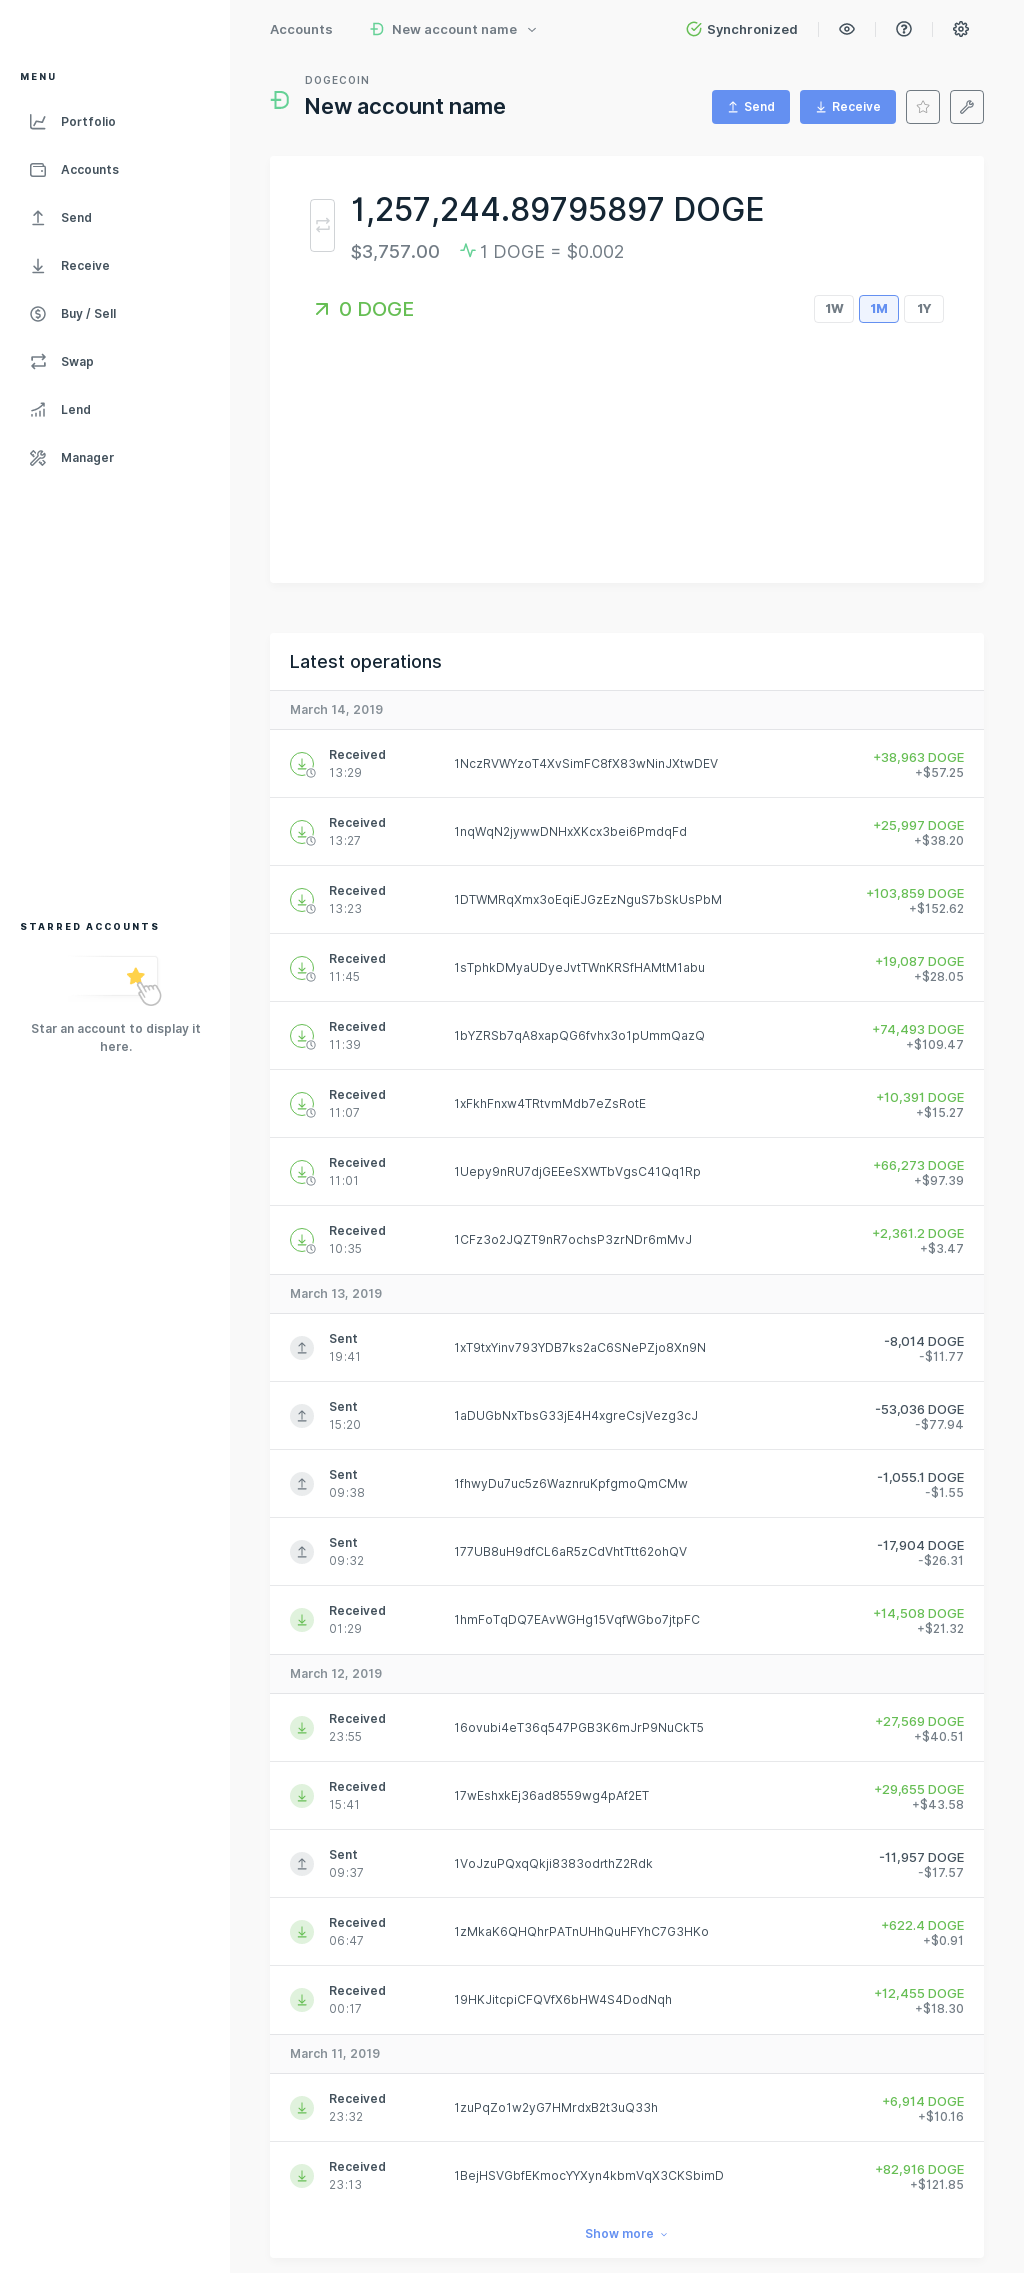 Accounts
New account name
Synchronized
MENU
Portfolio
Accounts
Send
Receive
Buy / Sell
Swap
Lend
Manager
STARRED ACCOUNTS
Star an account to display it
here.
DOGECOIN
New account name
Send
Receive
1,257,244.89795897 DOGE
$3,757.00
1 DOGE = $0.002
0 DOGE
1W
1M
1Y
Latest operations
March 14, 2019
Received
13:29
1NczRVWYzoT4XvSimFC8fX83wNinJXtwDEV
+38,963 DOGE
+$57.25
Received
13:27
1nqWqN2jywwDNHxXKcx3bei6PmdqFd
+25,997 DOGE
+$38.20
Received
13:23
1DTWMRqXmx3oEqiEJGzEzNguS7bSkUsPbM
+103,859 DOGE
+$152.62
Received
11:45
1sTphkDMyaUDyeJvtTWnKRSfHAMtM1abu
+19,087 DOGE
+$28.05
Received
11:39
1bYZRSb7qA8xapQG6fvhx3o1pUmmQazQ
+74,493 DOGE
+$109.47
Received
11:07
1xFkhFnxw4TRtvmMdb7eZsRotE
+10,391 DOGE
+$15.27
Received
11:01
1Uepy9nRU7djGEEeSXWTbVgsC41Qq1Rp
+66,273 DOGE
+$97.39
Received
10:35
1CFz3o2JQZT9nR7ochsP3zrNDr6mMvJ
+2,361.2 DOGE
+$3.47
March 13, 2019
Sent
19:41
1xT9txYinv793YDB7ks2aC6SNePZjo8Xn9N
-8,014 DOGE
-$11.77
Sent
15:20
1aDUGbNxTbsG33jE4H4xgreCsjVezg3cJ
-53,036 DOGE
-$77.94
Sent
09:38
1fhwyDu7uc5z6WaznruKpfgmoQmCMw
-1,055.1 DOGE
-$1.55
Sent
09:32
177UB8uH9dfCL6aR5zCdVhtTtt62ohQV
-17,904 DOGE
-$26.31
Received
01:29
1hmFoTqDQ7EAvWGHg15VqfWGbo7jtpFC
+14,508 DOGE
+$21.32
March 12, 2019
Received
23:55
16ovubi4eT36q547PGB3K6mJrP9NuCkT5
+27,569 DOGE
+$40.51
Received
15:41
17wEshxkEj36ad8559wg4pAf2ET
+29,655 DOGE
+$43.58
Sent
09:37
1VoJzuPQxqQkji8383odrthZ2Rdk
-11,957 DOGE
-$17.57
Received
06:47
1zMkaK6QHQhrPATnUHhQuHFYhC7G3HKo
+622.4 DOGE
+$0.91
Received
00:17
19HKJitcpiCFQVfX6bHW4S4DodNqh
+12,455 DOGE
+$18.30
March 11, 2019
Received
23:32
1zuPqZo1w2yG7HMrdxB2t3uQ33h
+6,914 DOGE
+$10.16
Received
23:13
1BejHSVGbfEKmocYYXyn4kbmVqX3CKSbimD
+82,916 DOGE
+$121.85
Show more